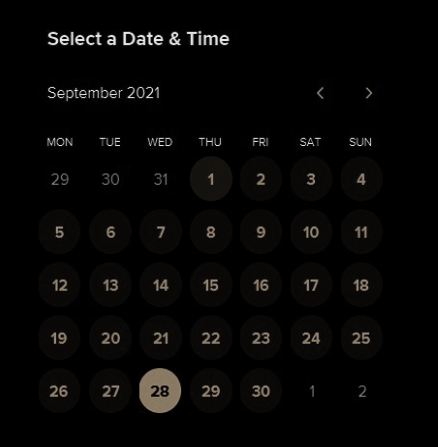 Select a Date & Time
September 2021
MON TUE WED THU FRI SAT SUN
29 30 31 1 2 3 4
5 6 7 8 9 10 11
12 13 14 15 16 17 18
19 20 21 22 23 24 25
26 27 28 29 30 1 2